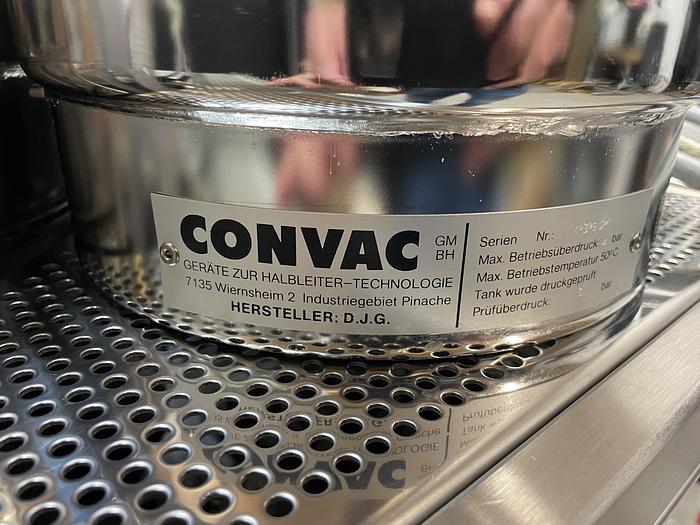 CONVAC GM
BH
GERÄTE ZUR HALBLEITER-TECHNOLOGIE
7135 Wiernsheim 2 Industriegebiet Pinache
HERSTELLER: D.J.G.
Serien Nr.:
Max. Betriebsüberdruck: bar
Max. Betriebstemperatur 50°C
Tank wurde druckgeprüft
Prüfüberdruck: bar